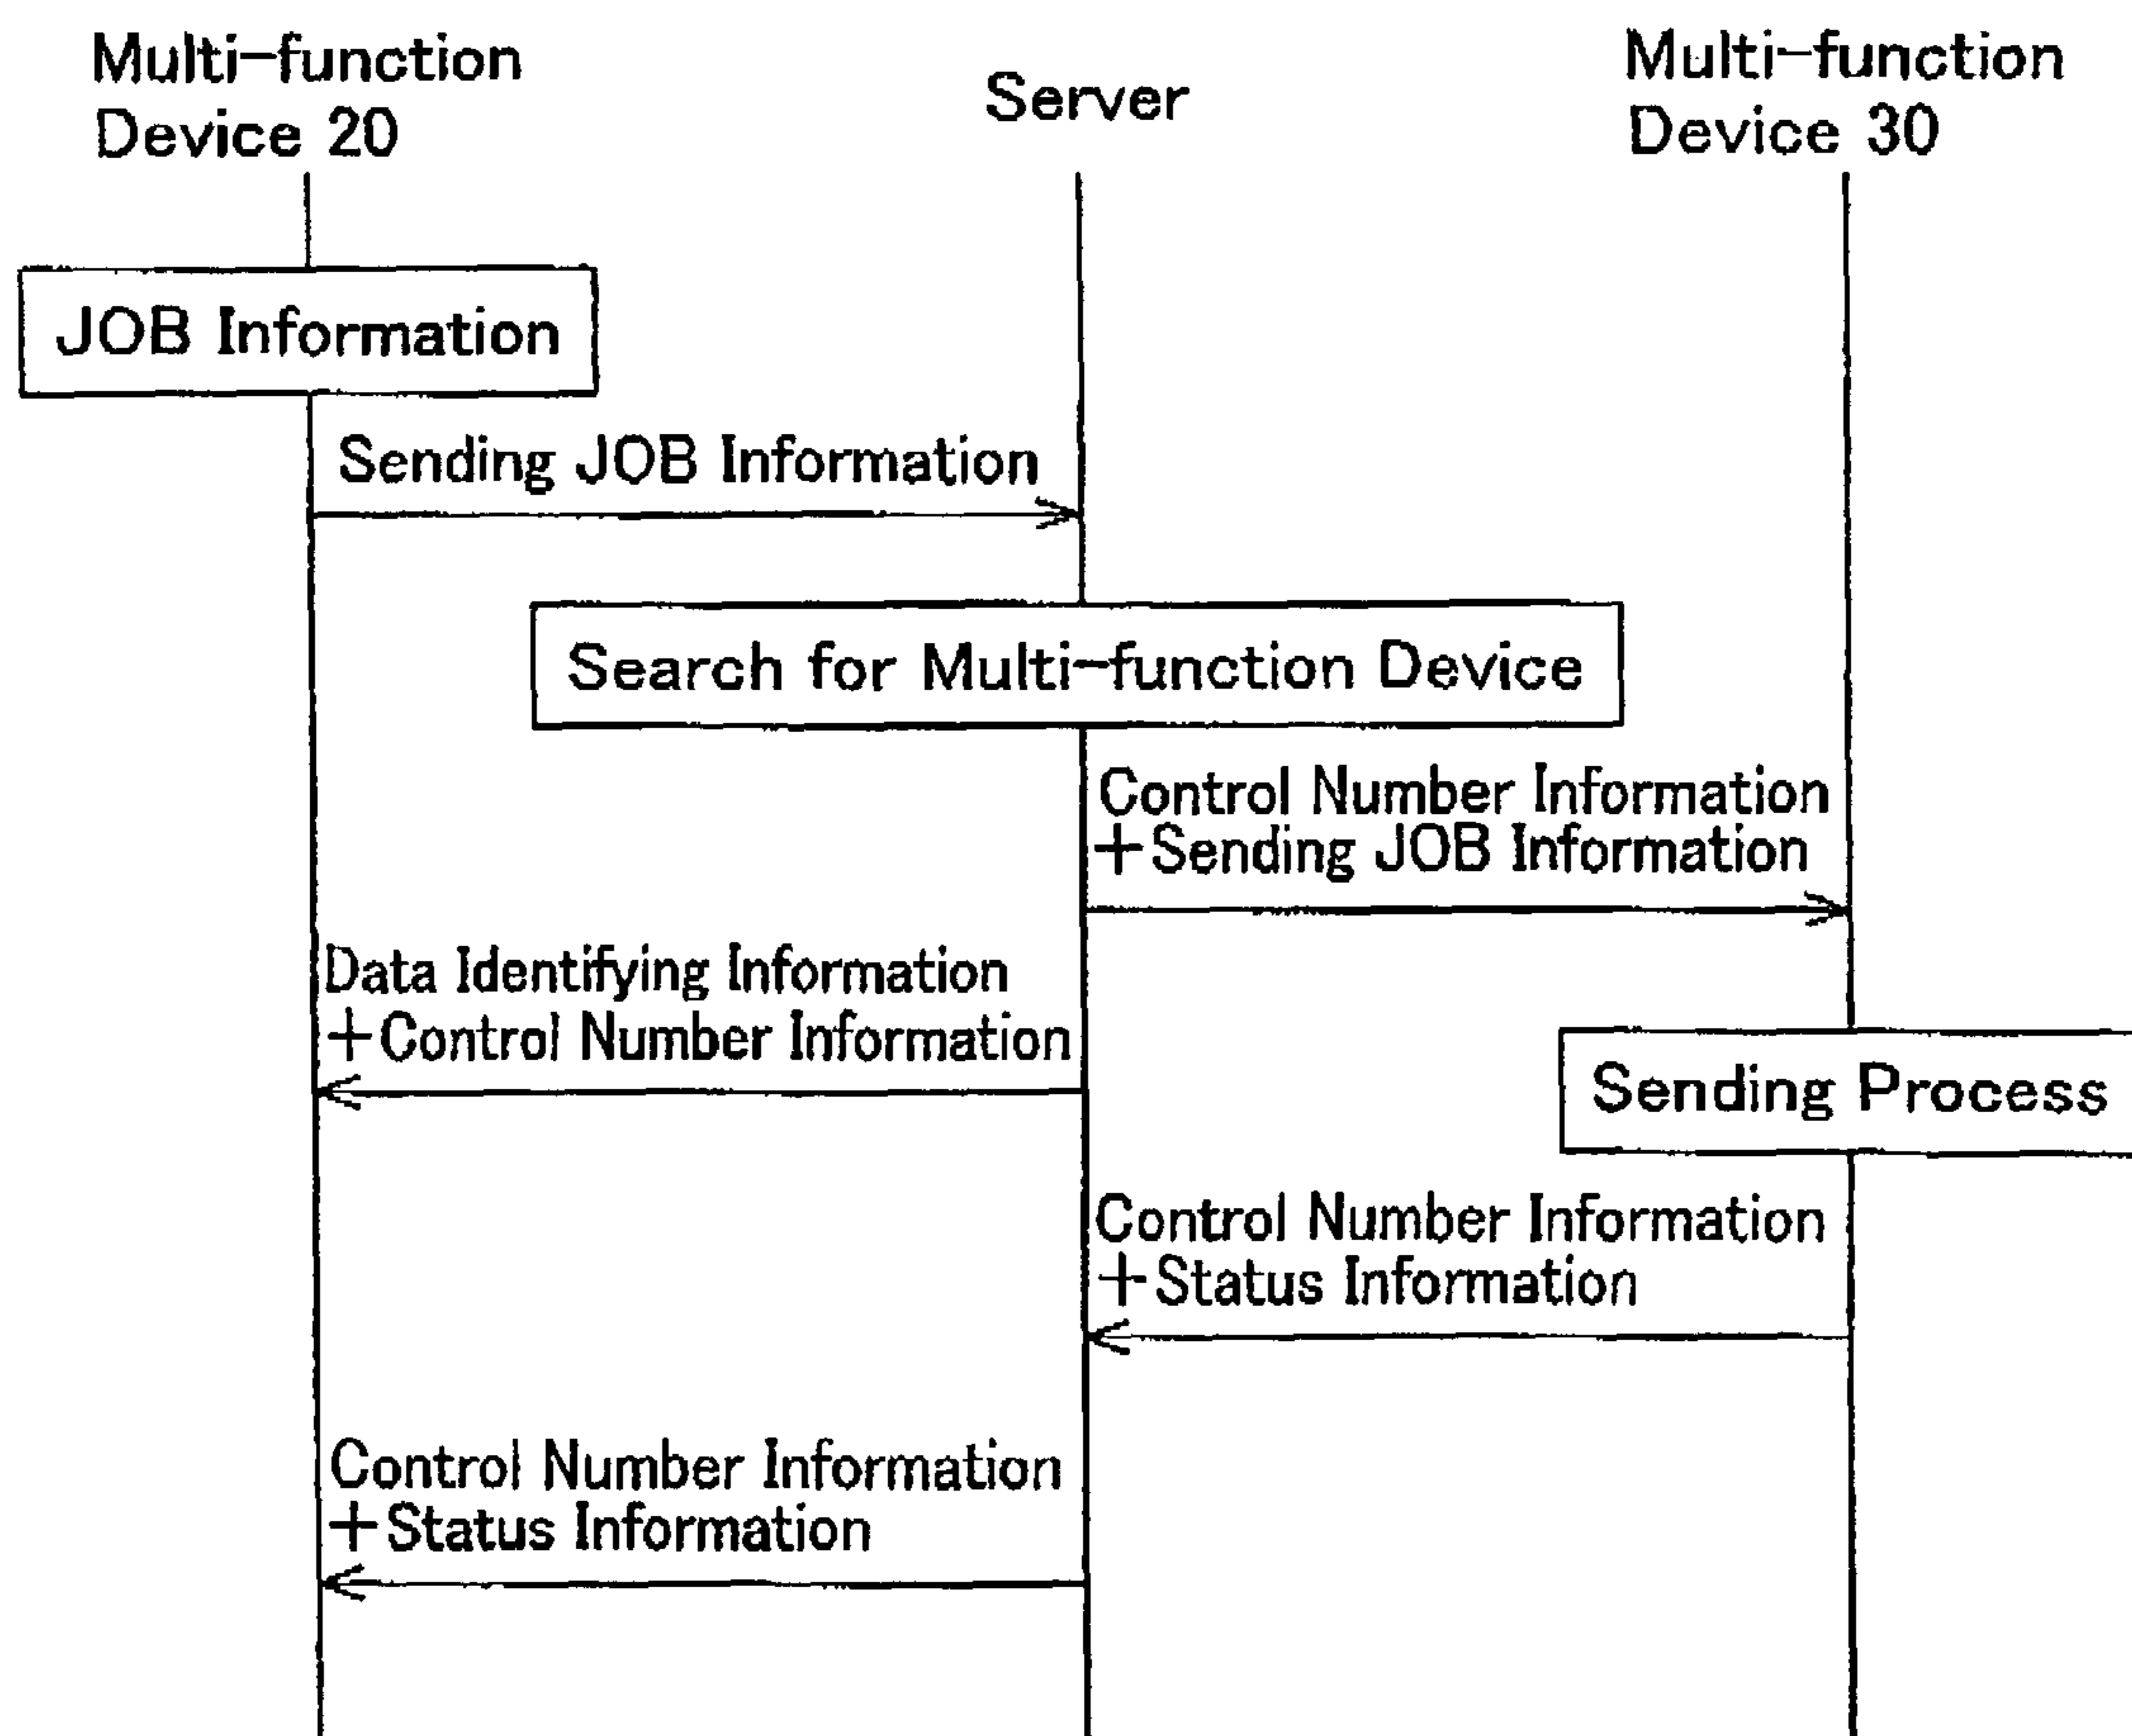 Multi-function
Device 20
Server
Multi-function
Device 30
JOB Information
Sending JOB Information
Search for Multi-function Device
Control Number Information
+Sending JOB Information
Data Identifying Information
+Control Number Information
Sending Process
Control Number Information
+Status Information
Control Number Information
+Status Information